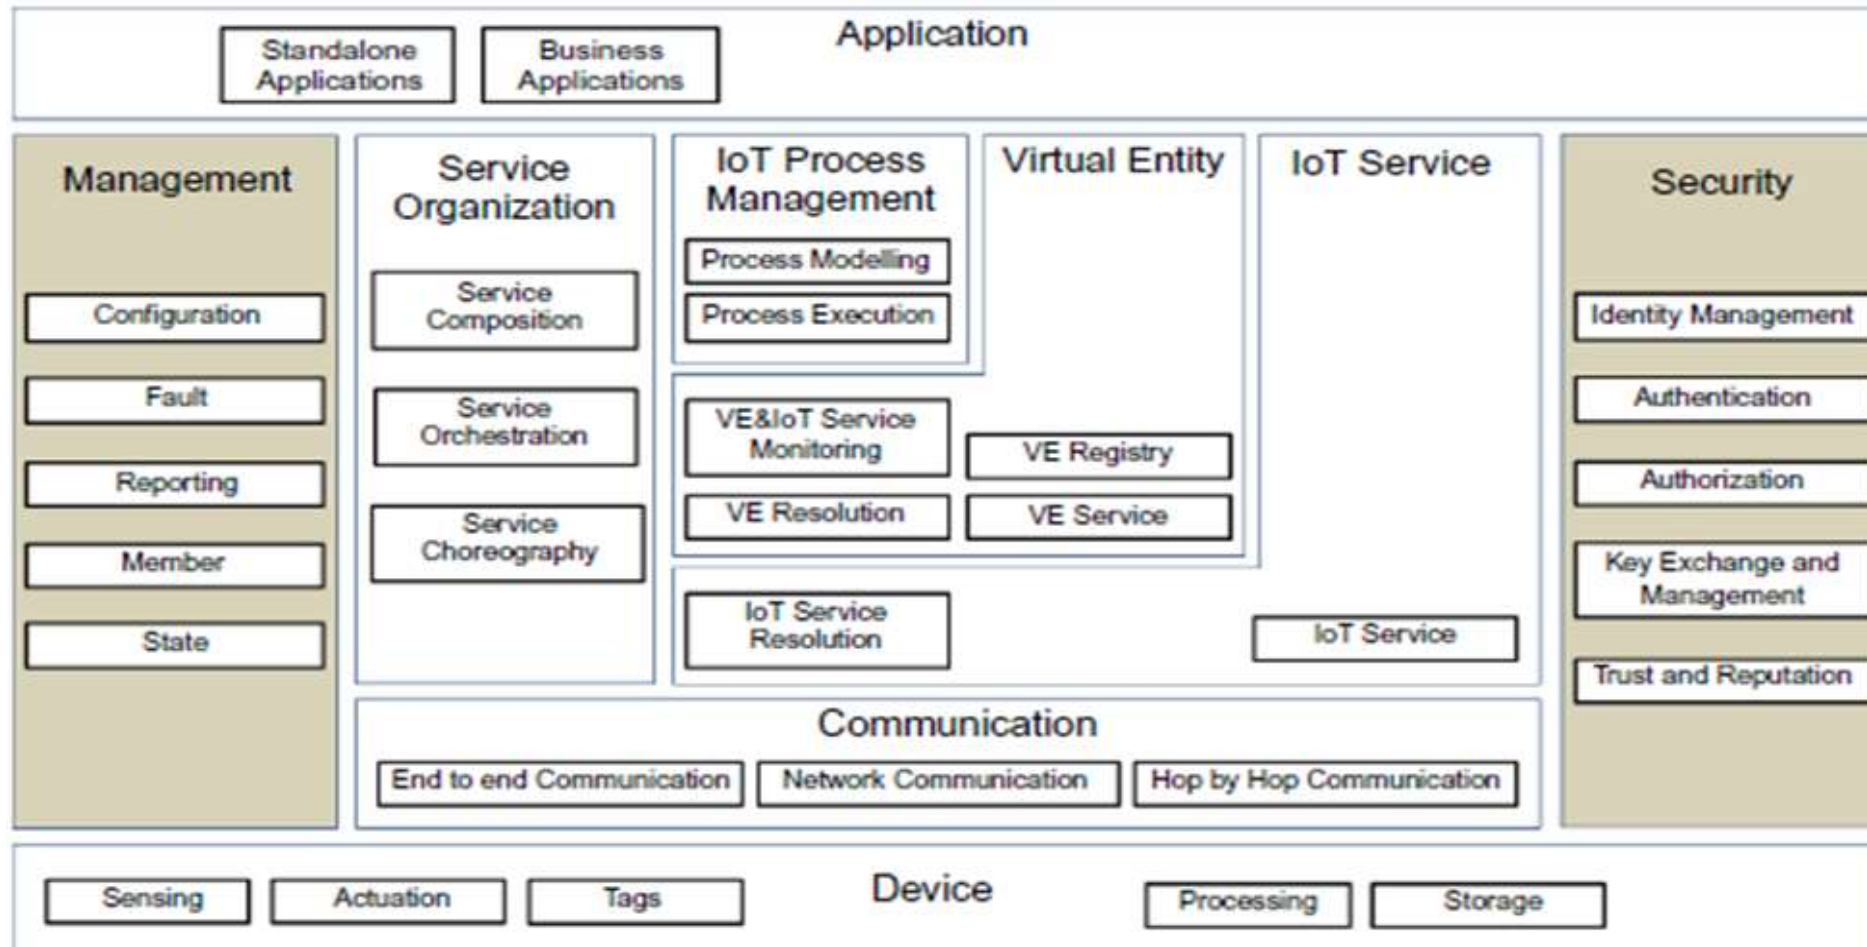 Application
Standalone
Applications
Business
Applications
Management
Configuration
Fault
Reporting
Member
State
Service
Organization
Service
Composition
Service
Orchestration
Service
Choreography
IoT Process
Management
Process Modelling
Process Execution
Virtual Entity
VE&IoT Service
Monitoring
VE Registry
VE Resolution
VE Service
IoT Service
IoT Service
Resolution
IoT Service
Security
Identity Management
Authentication
Authorization
Key Exchange and
Management
Trust and Reputation
Communication
End to end Communication
Network Communication
Hop by Hop Communication
Device
Sensing
Actuation
Tags
Processing
Storage